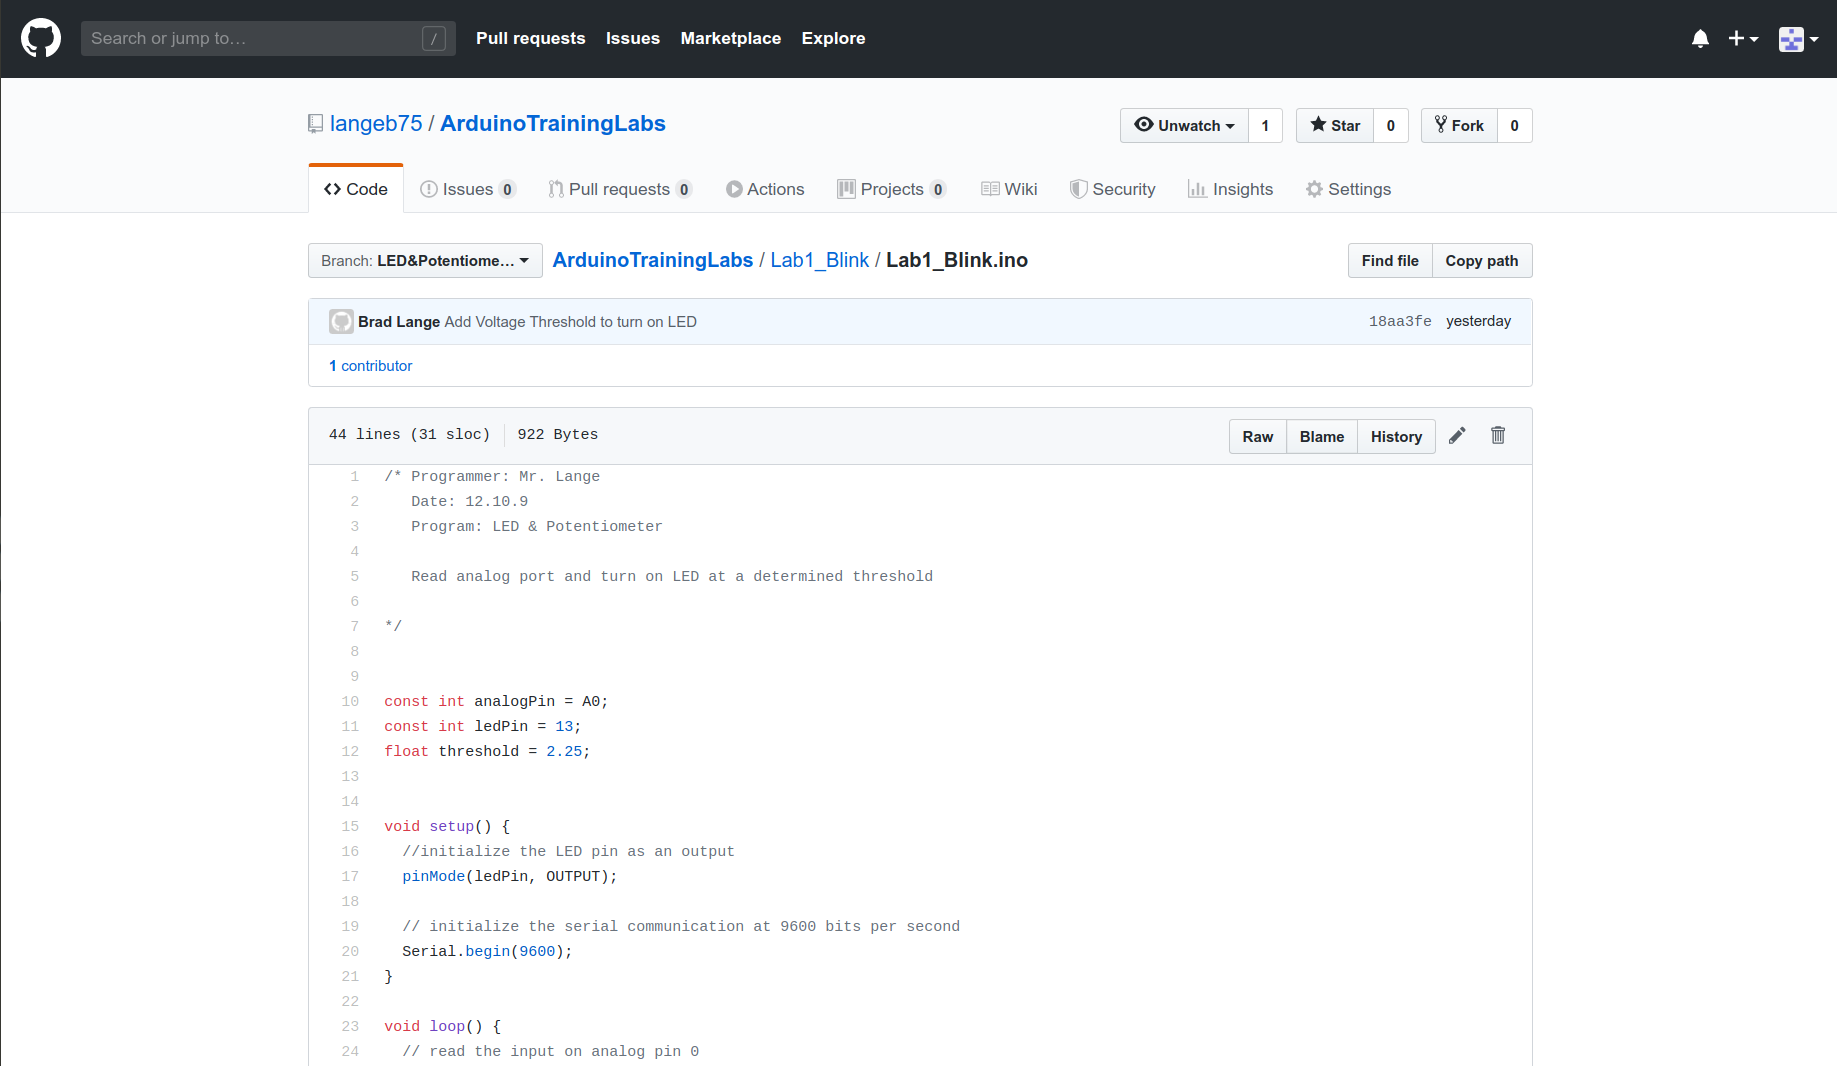 Search or jump to… /
Pull requests Issues Marketplace Explore
langeb75 / ArduinoTrainingLabs
Unwatch 1 Star 0 Fork 0
Code Issues 0 Pull requests 0 Actions Projects 0 Wiki Security Insights Settings
Branch: LED&Potentiome… ArduinoTrainingLabs / Lab1_Blink / Lab1_Blink.ino Find file Copy path
Brad Lange Add Voltage Threshold to turn on LED 18aa3fe yesterday
1 contributor
44 lines (31 sloc) 922 Bytes Raw Blame History
1 /* Programmer: Mr. Lange
2 Date: 12.10.9
3 Program: LED & Potentiometer
4
5 Read analog port and turn on LED at a determined threshold
6
7 */
8
9
10 const int analogPin = A0;
11 const int ledPin = 13;
12 float threshold = 2.25;
13
14
15 void setup() {
16 //initialize the LED pin as an output
17 pinMode(ledPin, OUTPUT);
18
19 // initialize the serial communication at 9600 bits per second
20 Serial.begin(9600);
21 }
22
23 void loop() {
24 // read the input on analog pin 0